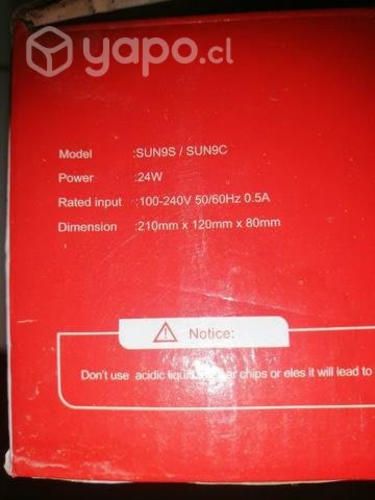 yapo.cl
Model :SUN9S / SUN9C
Power :24W
Rated input :100-240V 50/60Hz 0.5A
Dimension :210mm x 120mm x 80mm
Notice:
Don't use acidic chips or eles it will lead to